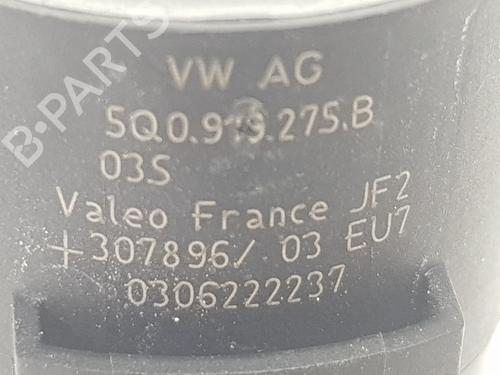 B-PARTS
VW AG
5Q0.919.275.B
03S
Valeo France JF2
+307896/ 03 EU7
0306222237